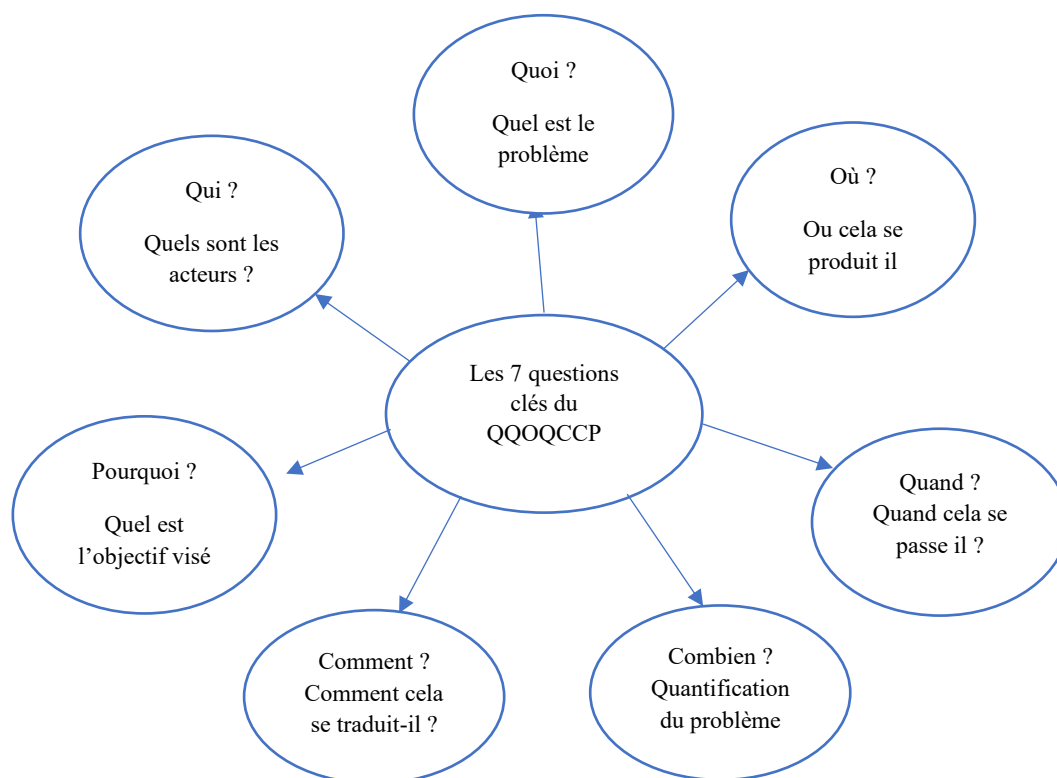 Quoi ?
Quel est le
problème
Qui ?
Quels sont les
acteurs ?
Où ?
Ou cela se
produit il
Les 7 questions
clés du
QQOQCCP
Pourquoi ?
Quel est
l’objectif visé
Quand ?
Quand cela se
passe il ?
Comment ?
Comment cela
se traduit-il ?
Combien ?
Quantification
du problème